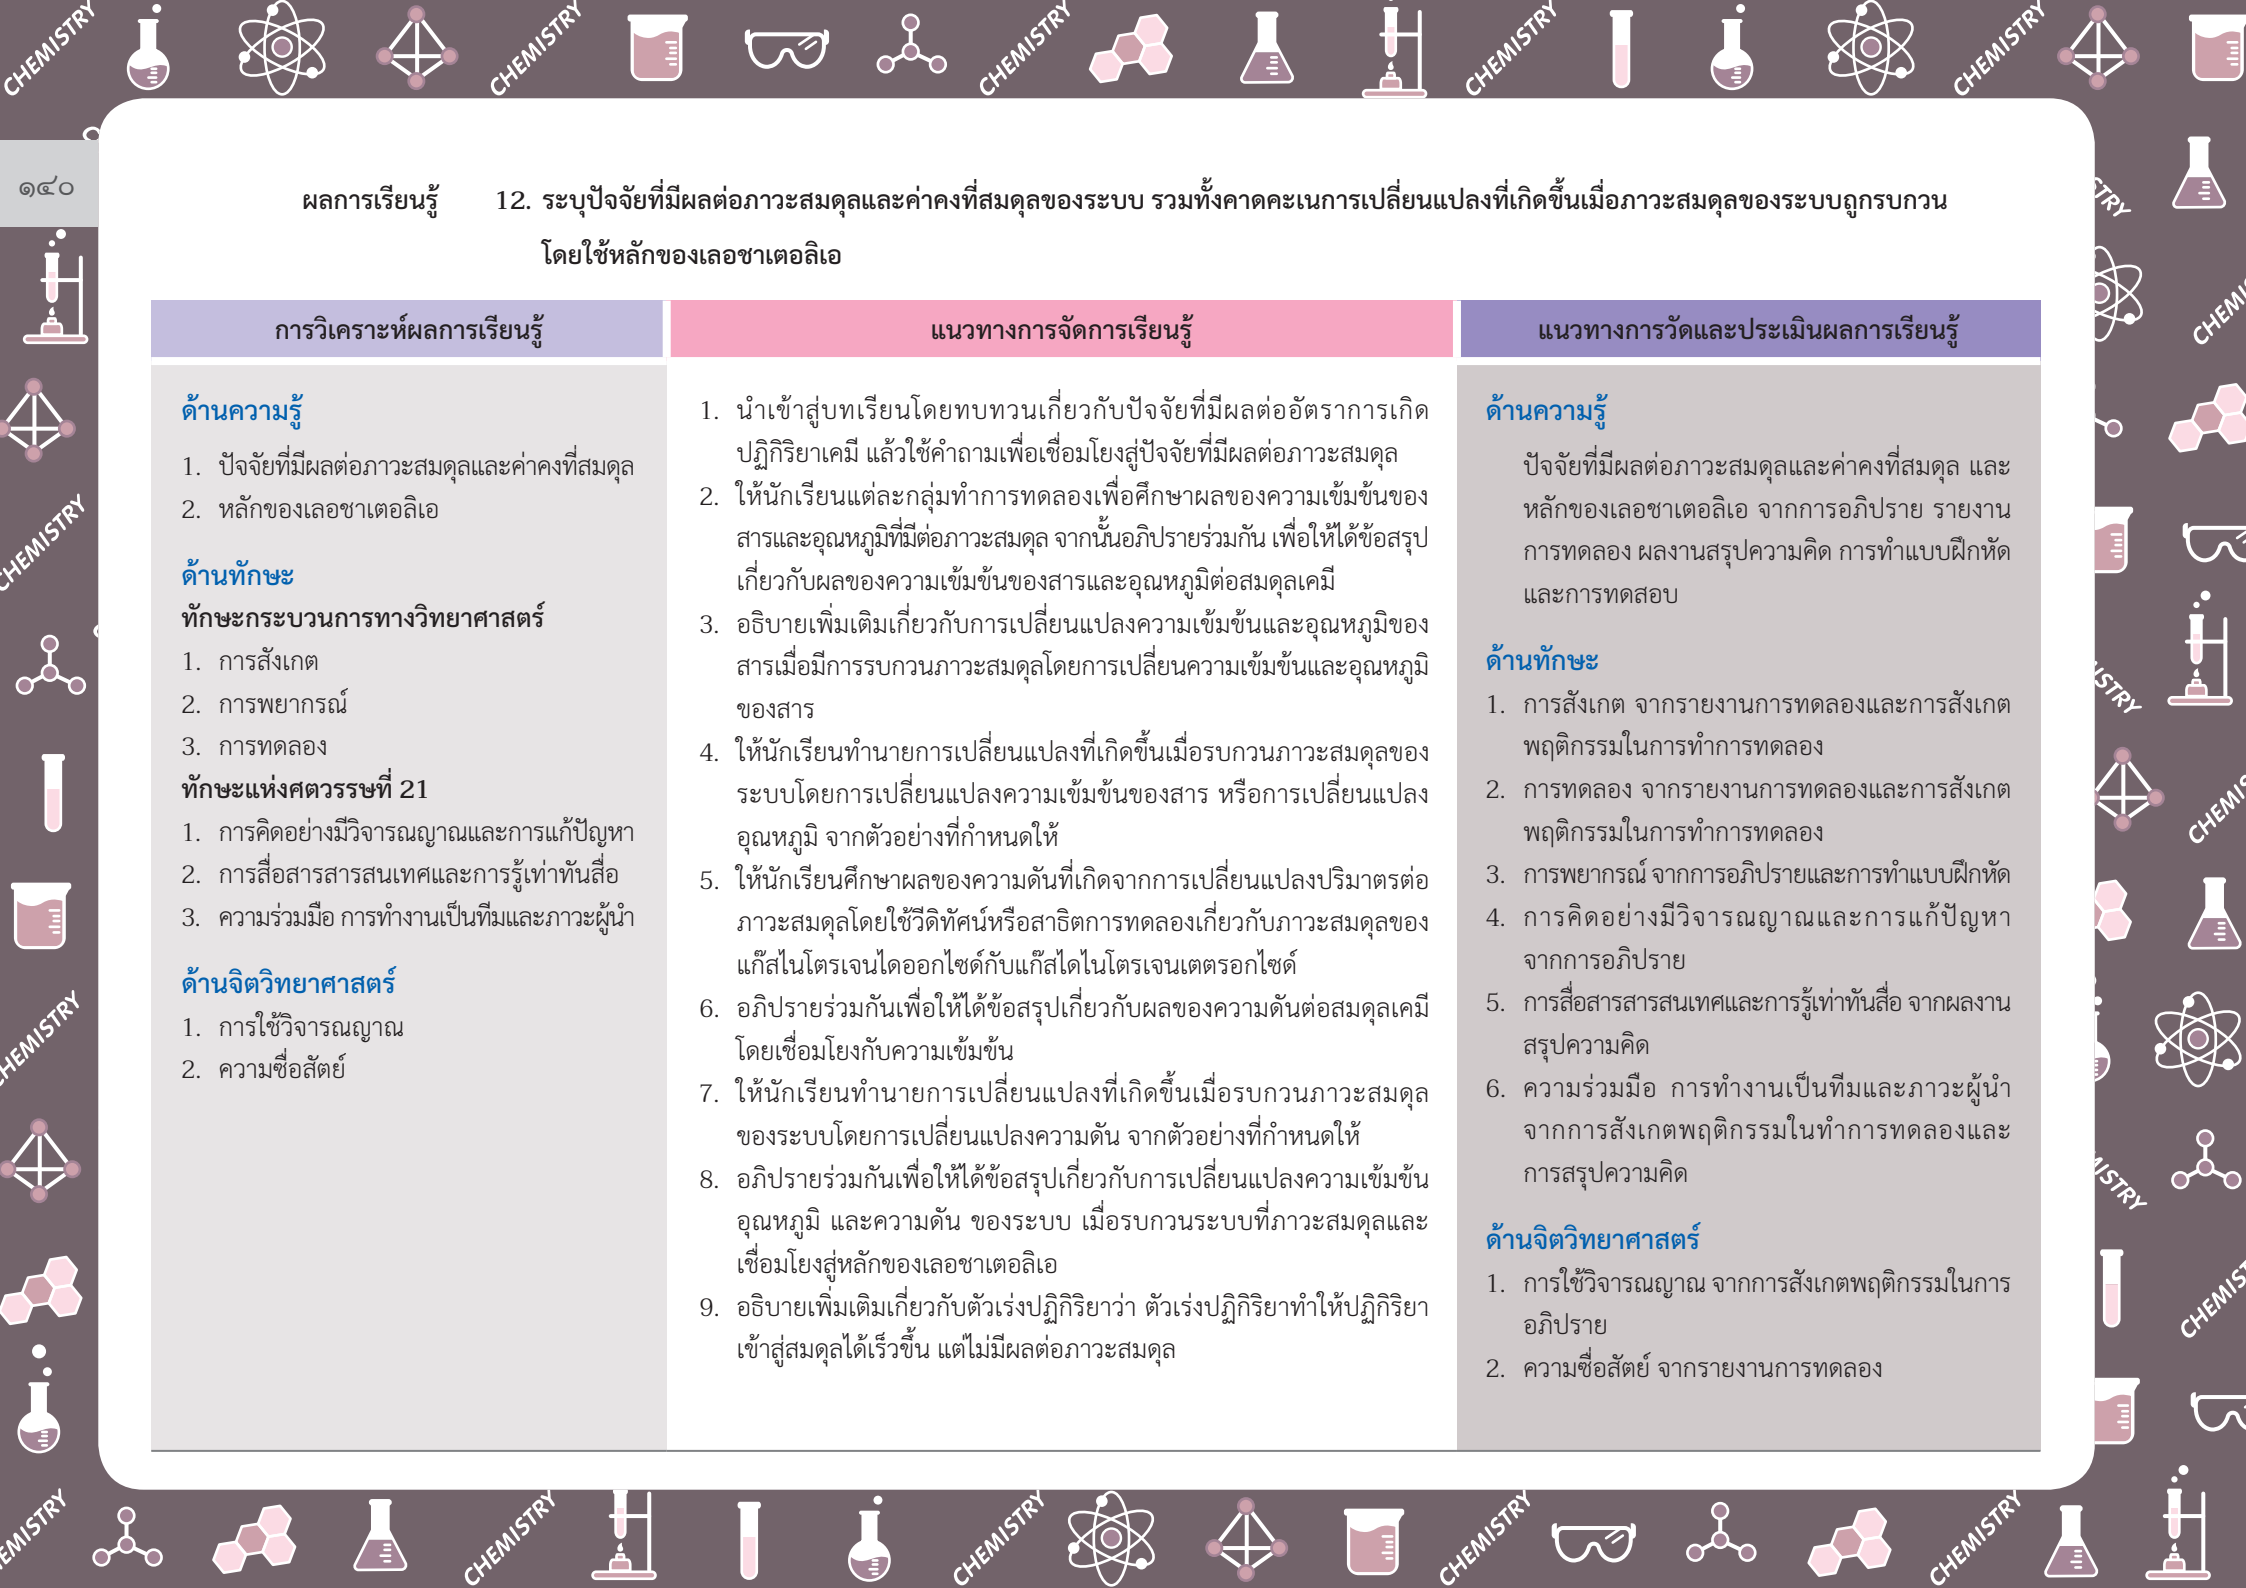 ๑๔๐
ผลการเรียนรู้ 12. ระบุปัจจัยที่มีผลต่อภาวะสมดุลและค่าคงที่สมดุลของระบบ รวมทั้งคาดคะเนการเปลี่ยนแปลงที่เกิดขึ้นเมื่อภาวะสมดุลของระบบถูกรบกวน
โดยใช้หลักของเลอชาเตอลิเอ
การวิเคราะห์ผลการเรียนรู้
ด้านความรู้
1. ปัจจัยที่มีผลต่อภาวะสมดุลและค่าคงที่สมดุล
2. หลักของเลอชาเตอลิเอ
ด้านทักษะ
ทักษะกระบวนการทางวิทยาศาสตร์
1. การสังเกต
2. การพยากรณ์
3. การทดลอง
ทักษะแห่งศตวรรษที่ 21
1. การคิดอย่างมีวิจารณญาณและการแก้ปัญหา
2. การสื่อสารสารสนเทศและการรู้เท่าทันสื่อ
3. ความร่วมมือ การทำงานเป็นทีมและภาวะผู้นำ
ด้านจิตวิทยาศาสตร์
1. การใช้วิจารณญาณ
2. ความซื่อสัตย์
แนวทางการจัดการเรียนรู้
1. นำเข้าสู่บทเรียนโดยทบทวนเกี่ยวกับปัจจัยที่มีผลต่ออัตราการเกิด
ปฏิกิริยาเคมี แล้วใช้คำถามเพื่อเชื่อมโยงสู่ปัจจัยที่มีผลต่อภาวะสมดุล
2. ให้นักเรียนแต่ละกลุ่มทำการทดลองเพื่อศึกษาผลของความเข้มข้นของ
สารและอุณหภูมิที่มีต่อภาวะสมดุล จากนั้นอภิปรายร่วมกัน เพื่อให้ได้ข้อสรุป
เกี่ยวกับผลของความเข้มข้นของสารและอุณหภูมิต่อสมดุลเคมี
3. อธิบายเพิ่มเติมเกี่ยวกับการเปลี่ยนแปลงความเข้มข้นและอุณหภูมิของ
สารเมื่อมีการรบกวนภาวะสมดุลโดยการเปลี่ยนความเข้มข้นและอุณหภูมิ
ของสาร
4. ให้นักเรียนทำนายการเปลี่ยนแปลงที่เกิดขึ้นเมื่อรบกวนภาวะสมดุลของ
ระบบโดยการเปลี่ยนแปลงความเข้มข้นของสาร หรือการเปลี่ยนแปลง
อุณหภูมิ จากตัวอย่างที่กำหนดให้
5. ให้นักเรียนศึกษาผลของความดันที่เกิดจากการเปลี่ยนแปลงปริมาตรต่อ
ภาวะสมดุลโดยใช้วีดิทัศน์หรือสาธิตการทดลองเกี่ยวกับภาวะสมดุลของ
แก๊สไนโตรเจนไดออกไซด์กับแก๊สไดไนโตรเจนเตตรอกไซด์
6. อภิปรายร่วมกันเพื่อให้ได้ข้อสรุปเกี่ยวกับผลของความดันต่อสมดุลเคมี
โดยเชื่อมโยงกับความเข้มข้น
7. ให้นักเรียนทำนายการเปลี่ยนแปลงที่เกิดขึ้นเมื่อรบกวนภาวะสมดุล
ของระบบโดยการเปลี่ยนแปลงความดัน จากตัวอย่างที่กำหนดให้
8. อภิปรายร่วมกันเพื่อให้ได้ข้อสรุปเกี่ยวกับการเปลี่ยนแปลงความเข้มข้น
อุณหภูมิ และความดัน ของระบบ เมื่อรบกวนระบบที่ภาวะสมดุลและ
เชื่อมโยงสู่หลักของเลอชาเตอลิเอ
9. อธิบายเพิ่มเติมเกี่ยวกับตัวเร่งปฏิกิริยาว่า ตัวเร่งปฏิกิริยาทำให้ปฏิกิริยา
เข้าสู่สมดุลได้เร็วขึ้น แต่ไม่มีผลต่อภาวะสมดุล
แนวทางการวัดและประเมินผลการเรียนรู้
ด้านความรู้
ปัจจัยที่มีผลต่อภาวะสมดุลและค่าคงที่สมดุล และ
หลักของเลอชาเตอลิเอ จากการอภิปราย รายงาน
การทดลอง ผลงานสรุปความคิด การทำแบบฝึกหัด
และการทดสอบ
ด้านทักษะ
1. การสังเกต จากรายงานการทดลองและการสังเกต
พฤติกรรมในการทำการทดลอง
2. การทดลอง จากรายงานการทดลองและการสังเกต
พฤติกรรมในการทำการทดลอง
3. การพยากรณ์ จากการอภิปรายและการทำแบบฝึกหัด
4. การคิดอย่างมีวิจารณญาณและการแก้ปัญหา
จากการอภิปราย
5. การสื่อสารสารสนเทศและการรู้เท่าทันสื่อ จากผลงาน
สรุปความคิด
6. ความร่วมมือ การทำงานเป็นทีมและภาวะผู้นำ
จากการสังเกตพฤติกรรมในทำการทดลองและ
การสรุปความคิด
ด้านจิตวิทยาศาสตร์
1. การใช้วิจารณญาณ จากการสังเกตพฤติกรรมในการ
อภิปราย
2. ความซื่อสัตย์ จากรายงานการทดลอง
CHEMISTRY
CHEMISTRY
CHEMISTRY
CHEMISTRY
CHEMISTRY
CHEMISTRY
CHEMISTRY
CHEMISTRY
CHEMISTRY